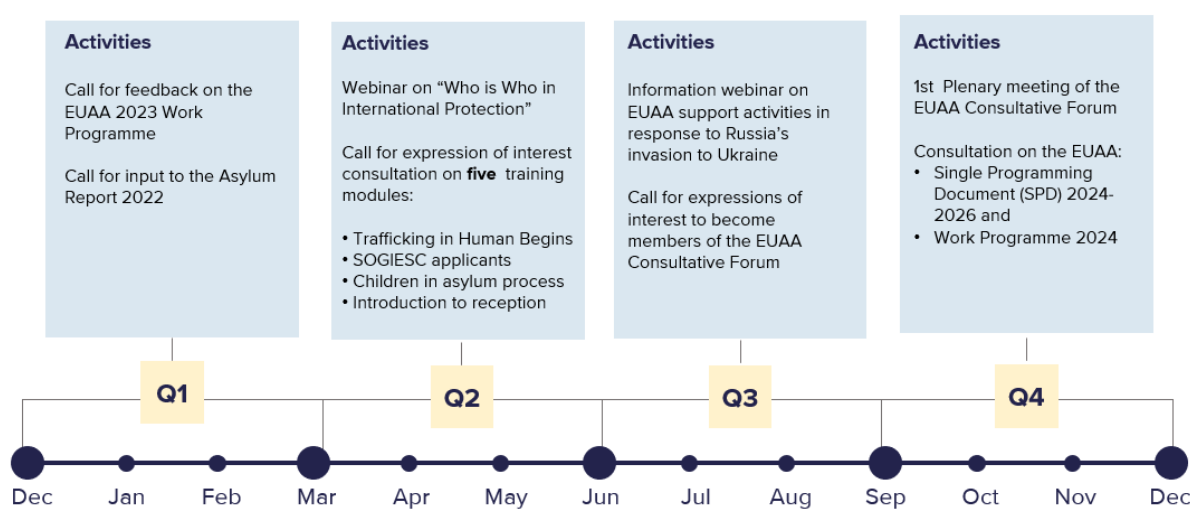 Activities
Call for feedback on the
EUAA 2023 Work
Programme
Call for input to the Asylum
Report 2022
Activities
Webinar on “Who is Who in
International Protection”
Call for expression of interest
consultation on five training
modules:
• Trafficking in Human Begins
• SOGIESC applicants
• Children in asylum process
• Introduction to reception
Activities
Information webinar on
EUAA support activities in
response to Russia’s
invasion to Ukraine
Call for expressions of
interest to become
members of the EUAA
Consultative Forum
Activities
1st Plenary meeting of the
EUAA Consultative Forum
Consultation on the EUAA:
• Single Programming
Document (SPD) 2024-
2026 and
• Work Programme 2024
Q1
Q2
Q3
Q4
Dec Jan Feb Mar Apr May Jun Jul Aug Sep Oct Nov Dec